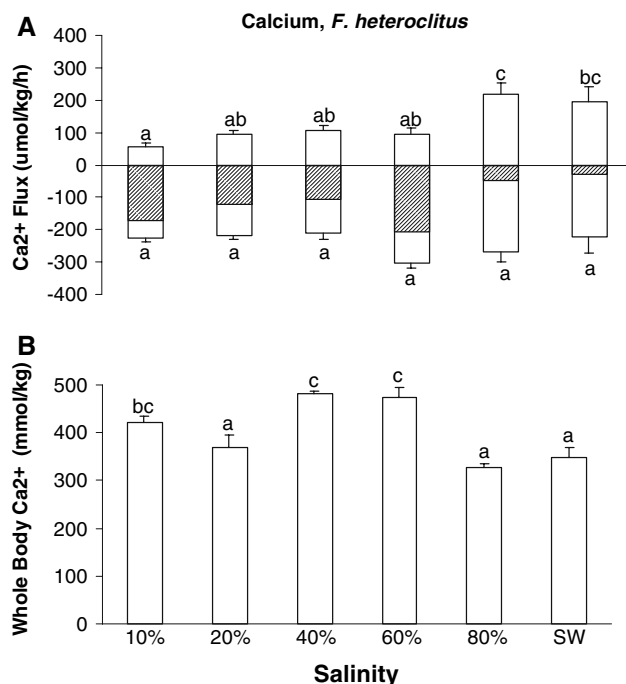 A
Calcium, F. heteroclitus
Ca2+ Flux (umol/kg/h)
400
300
200
100
0
-100
-200
-300
-400
a
ab
ab
ab
c
bc
a
a
a
a
a
a
B
Whole Body Ca2+ (mmol/kg)
500
400
300
200
100
0
bc
a
c
c
a
a
10% 20% 40% 60% 80% SW
Salinity